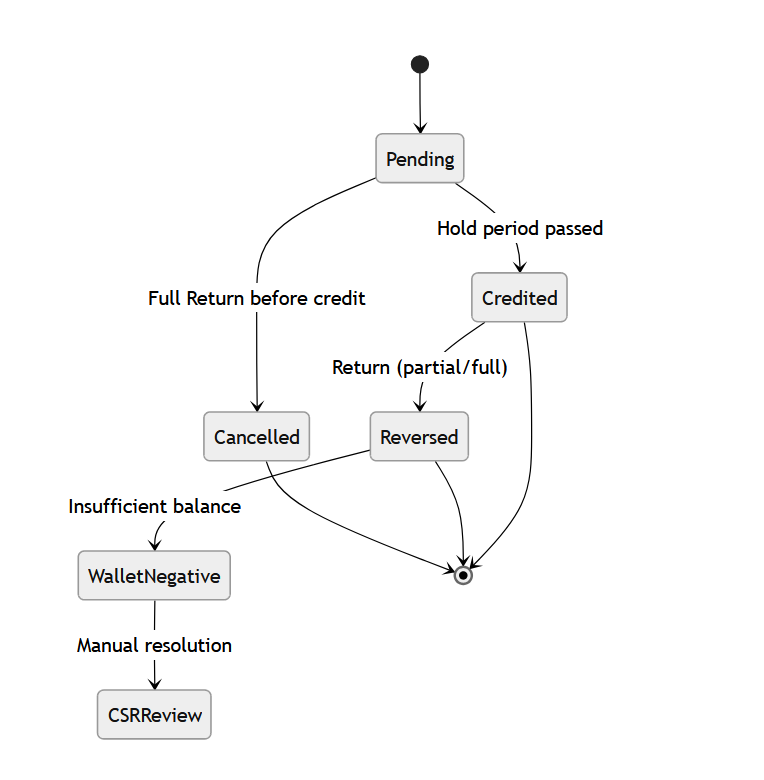 Pending
Hold period passed
Full Return before credit
Credited
Return (partial/full)
Cancelled
Reversed
Insufficient balance
WalletNegative
Manual resolution
CSRReview